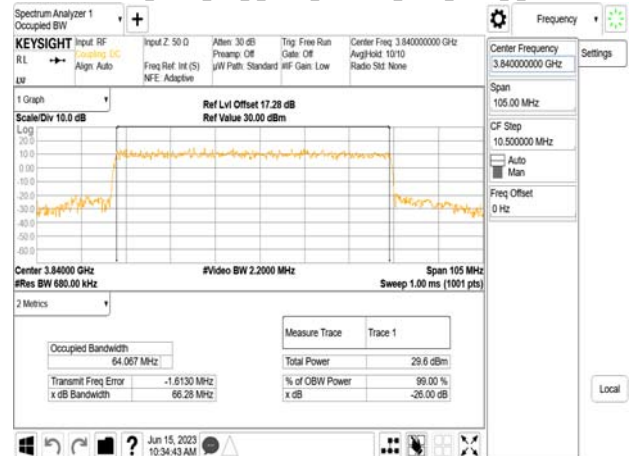 Spectrum Analyzer 1
Occupied BW
Frequency
KEYSIGHT
Input: RF
Coupling: DC
Align: Auto
Input Z: 50 Ω
Freq Ref: Int (S)
NFE: Adaptive
Atten: 30 dB
Preamp: Off
µW Path: Standard
Trig: Free Run
Gate: Off
#IF Gain: Low
Center Freq: 3.840000000 GHz
Avg|Hold: 10/10
Radio Std: None
RL
Center Frequency
3.840000000 GHz
Settings
Span
105.00 MHz
CF Step
10.500000 MHz
Auto
Man
Freq Offset
0 Hz
Local
1 Graph
Scale/Div 10.0 dB
Ref Lvl Offset 17.28 dB
Ref Value 30.00 dBm
Log
20.0
10.0
0.00
-10.0
-20.0
-30.0
-40.0
-50.0
-60.0
Center 3.84000 GHz
#Video BW 2.2000 MHz
Span 105 MHz
#Res BW 680.00 kHz
Sweep 1.00 ms (1001 pts)
2 Metrics
Measure Trace Trace 1
Occupied Bandwidth
64.067 MHz
Total Power 29.6 dBm
Transmit Freq Error -1.6130 MHz
% of OBW Power 99.00 %
x dB Bandwidth 66.28 MHz
x dB -26.00 dB
Jun 15, 2023
10:34:43 AM